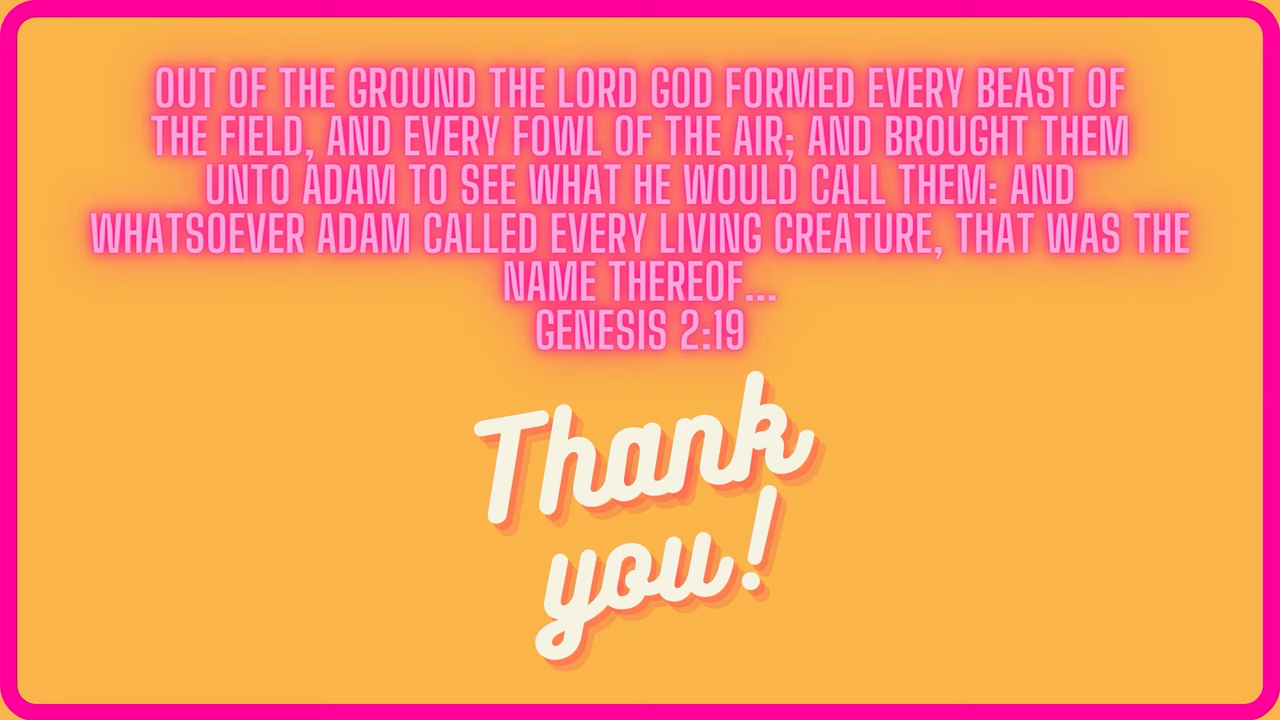 OUT OF THE GROUND THE LORD GOD FORMED EVERY BEAST OF
THE FIELD, AND EVERY FOWL OF THE AIR; AND BROUGHT THEM
UNTO ADAM TO SEE WHAT HE WOULD CALL THEM: AND
WHATSOEVER ADAM CALLED EVERY LIVING CREATURE, THAT WAS THE
NAME THEREOF...
GENESIS 2:19
Thank
you!